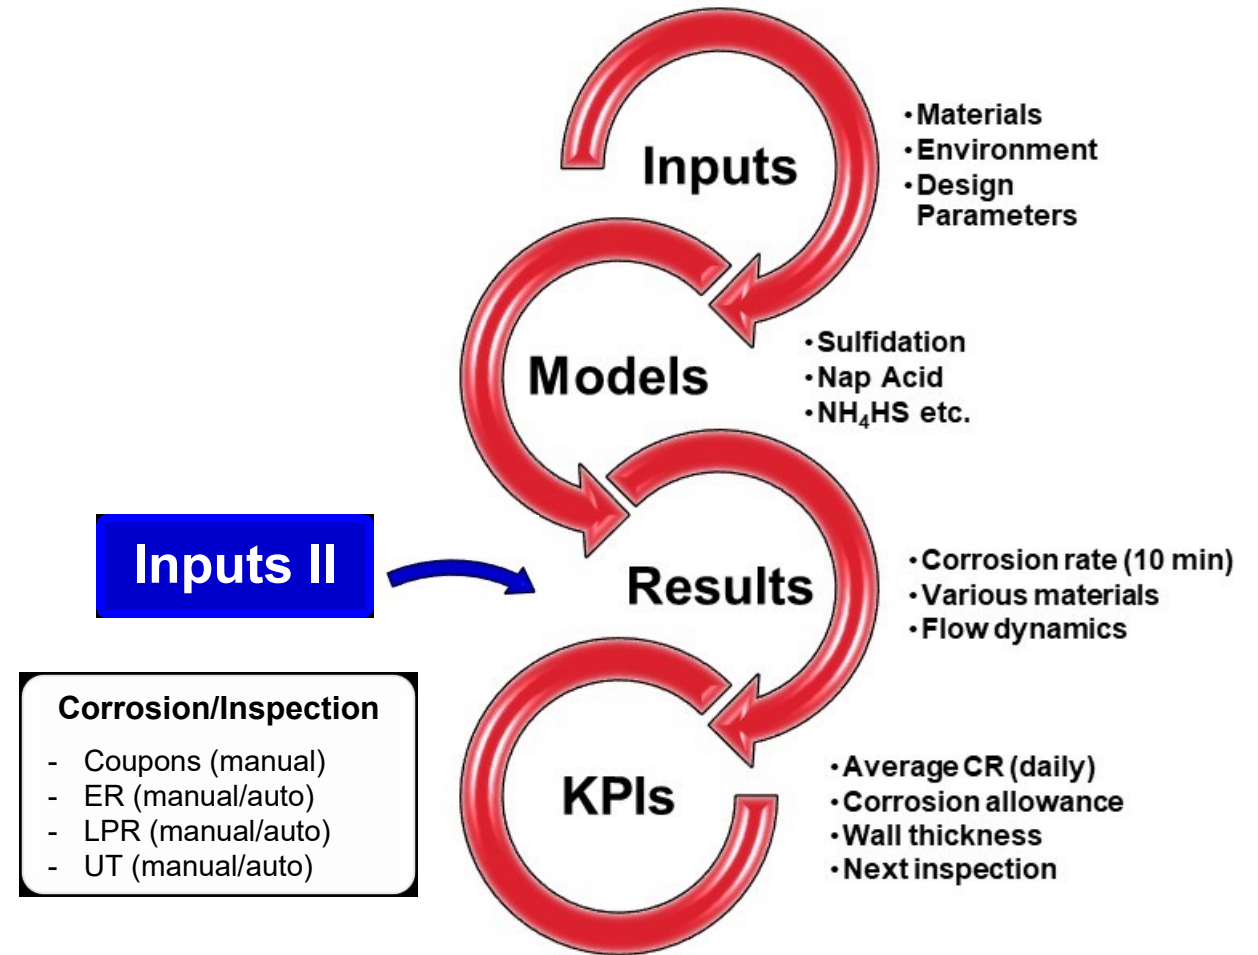 Inputs
•Materials
•Environment
•Design
Parameters
Models
•Sulfidation
•Nap Acid
•NH₄HS etc.
Inputs II
Results
•Corrosion rate (10 min)
•Various materials
•Flow dynamics
Corrosion/Inspection
- Coupons (manual)
- ER (manual/auto)
- LPR (manual/auto)
- UT (manual/auto)
KPIs
•Average CR (daily)
•Corrosion allowance
•Wall thickness
•Next inspection